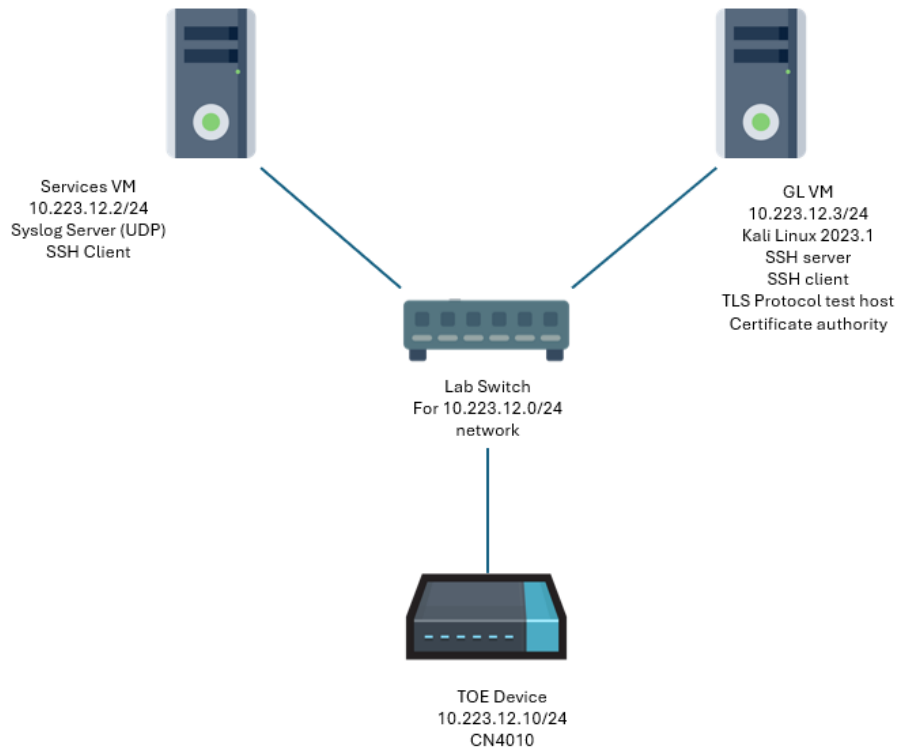 Services VM
10.223.12.2/24
Syslog Server (UDP)
SSH Client
GL VM
10.223.12.3/24
Kali Linux 2023.1
SSH server
SSH client
TLS Protocol test host
Certificate authority
Lab Switch
For 10.223.12.0/24
network
TOE Device
10.223.12.10/24
CN4010